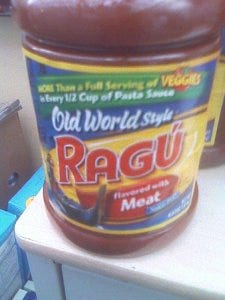 MORE Than a Full Serving of VEGGIES
in Every 1/2 Cup of Pasta Sauce
Old World Style
RAGÚ
flavored with
Meat